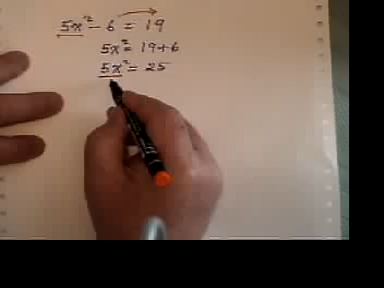 5x² - 6 = 19
5x² = 19+6
5x² = 25